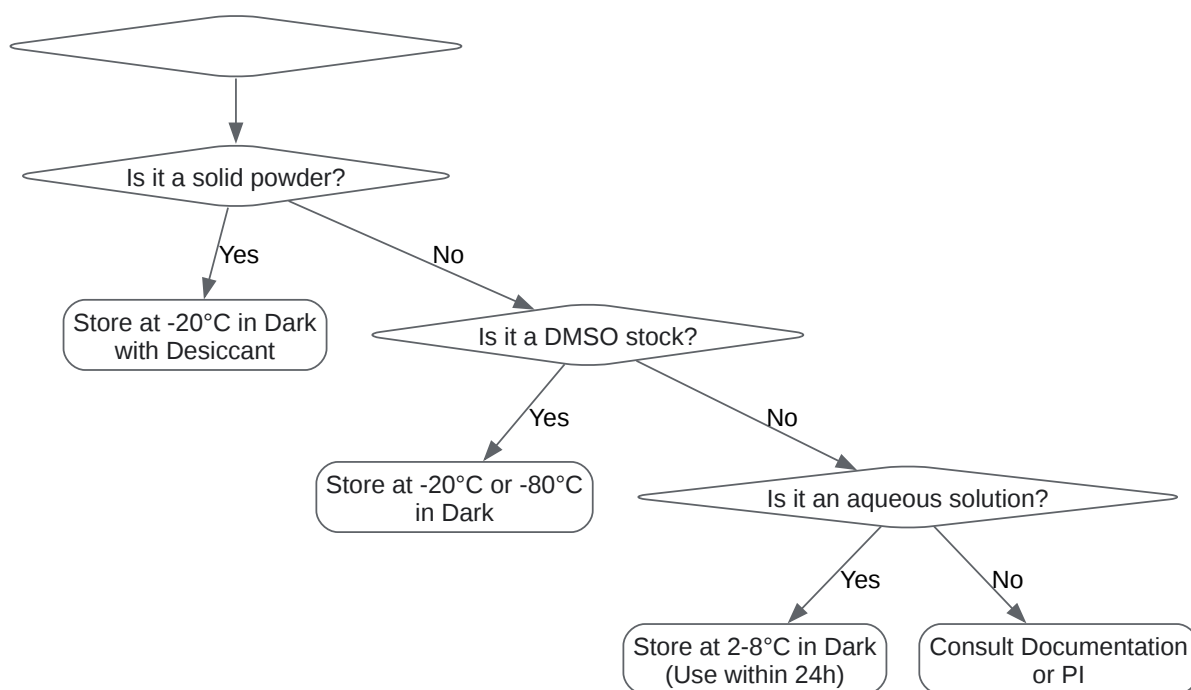 Is it a solid powder?
Yes
No
Store at -20°C in Dark
with Desiccant
Is it a DMSO stock?
Yes
No
Store at -20°C or -80°C
in Dark
Is it an aqueous solution?
Yes
No
Store at 2-8°C in Dark
(Use within 24h)
Consult Documentation
or PI